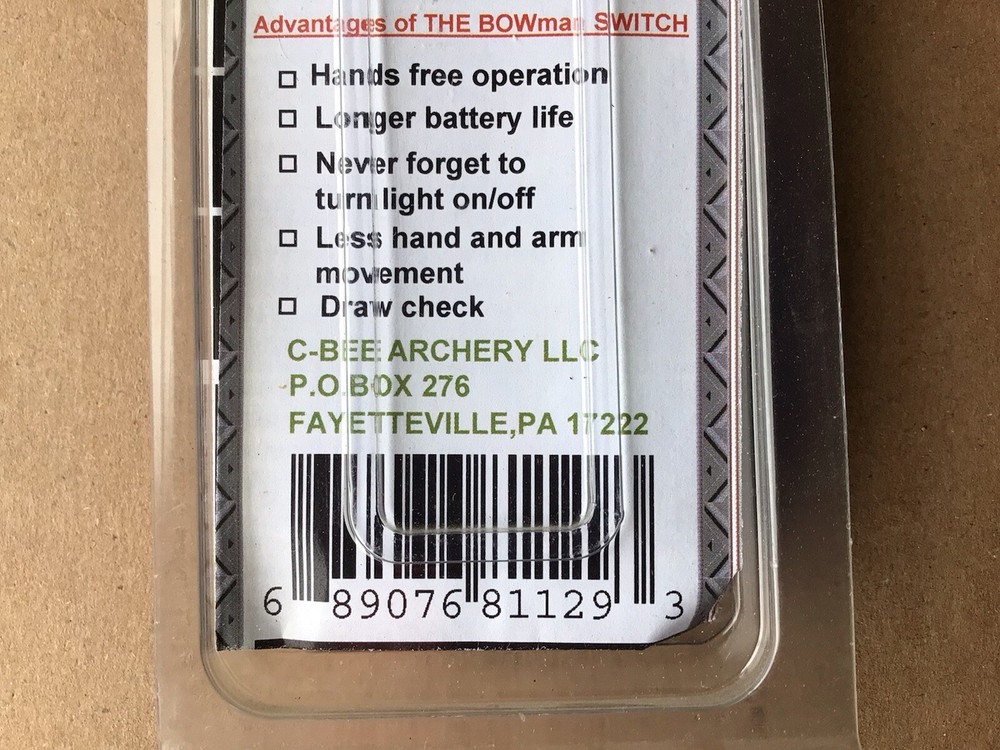 Advantages of THE BOWman SWITCH
Hands free operation
Longer battery life
Never forget to
turn light on/off
Less hand and arm
movement
Draw check
C-BEE ARCHERY LLC
P.O.BOX 276
FAYETTEVILLE,PA 17222
6 89076 81129 3